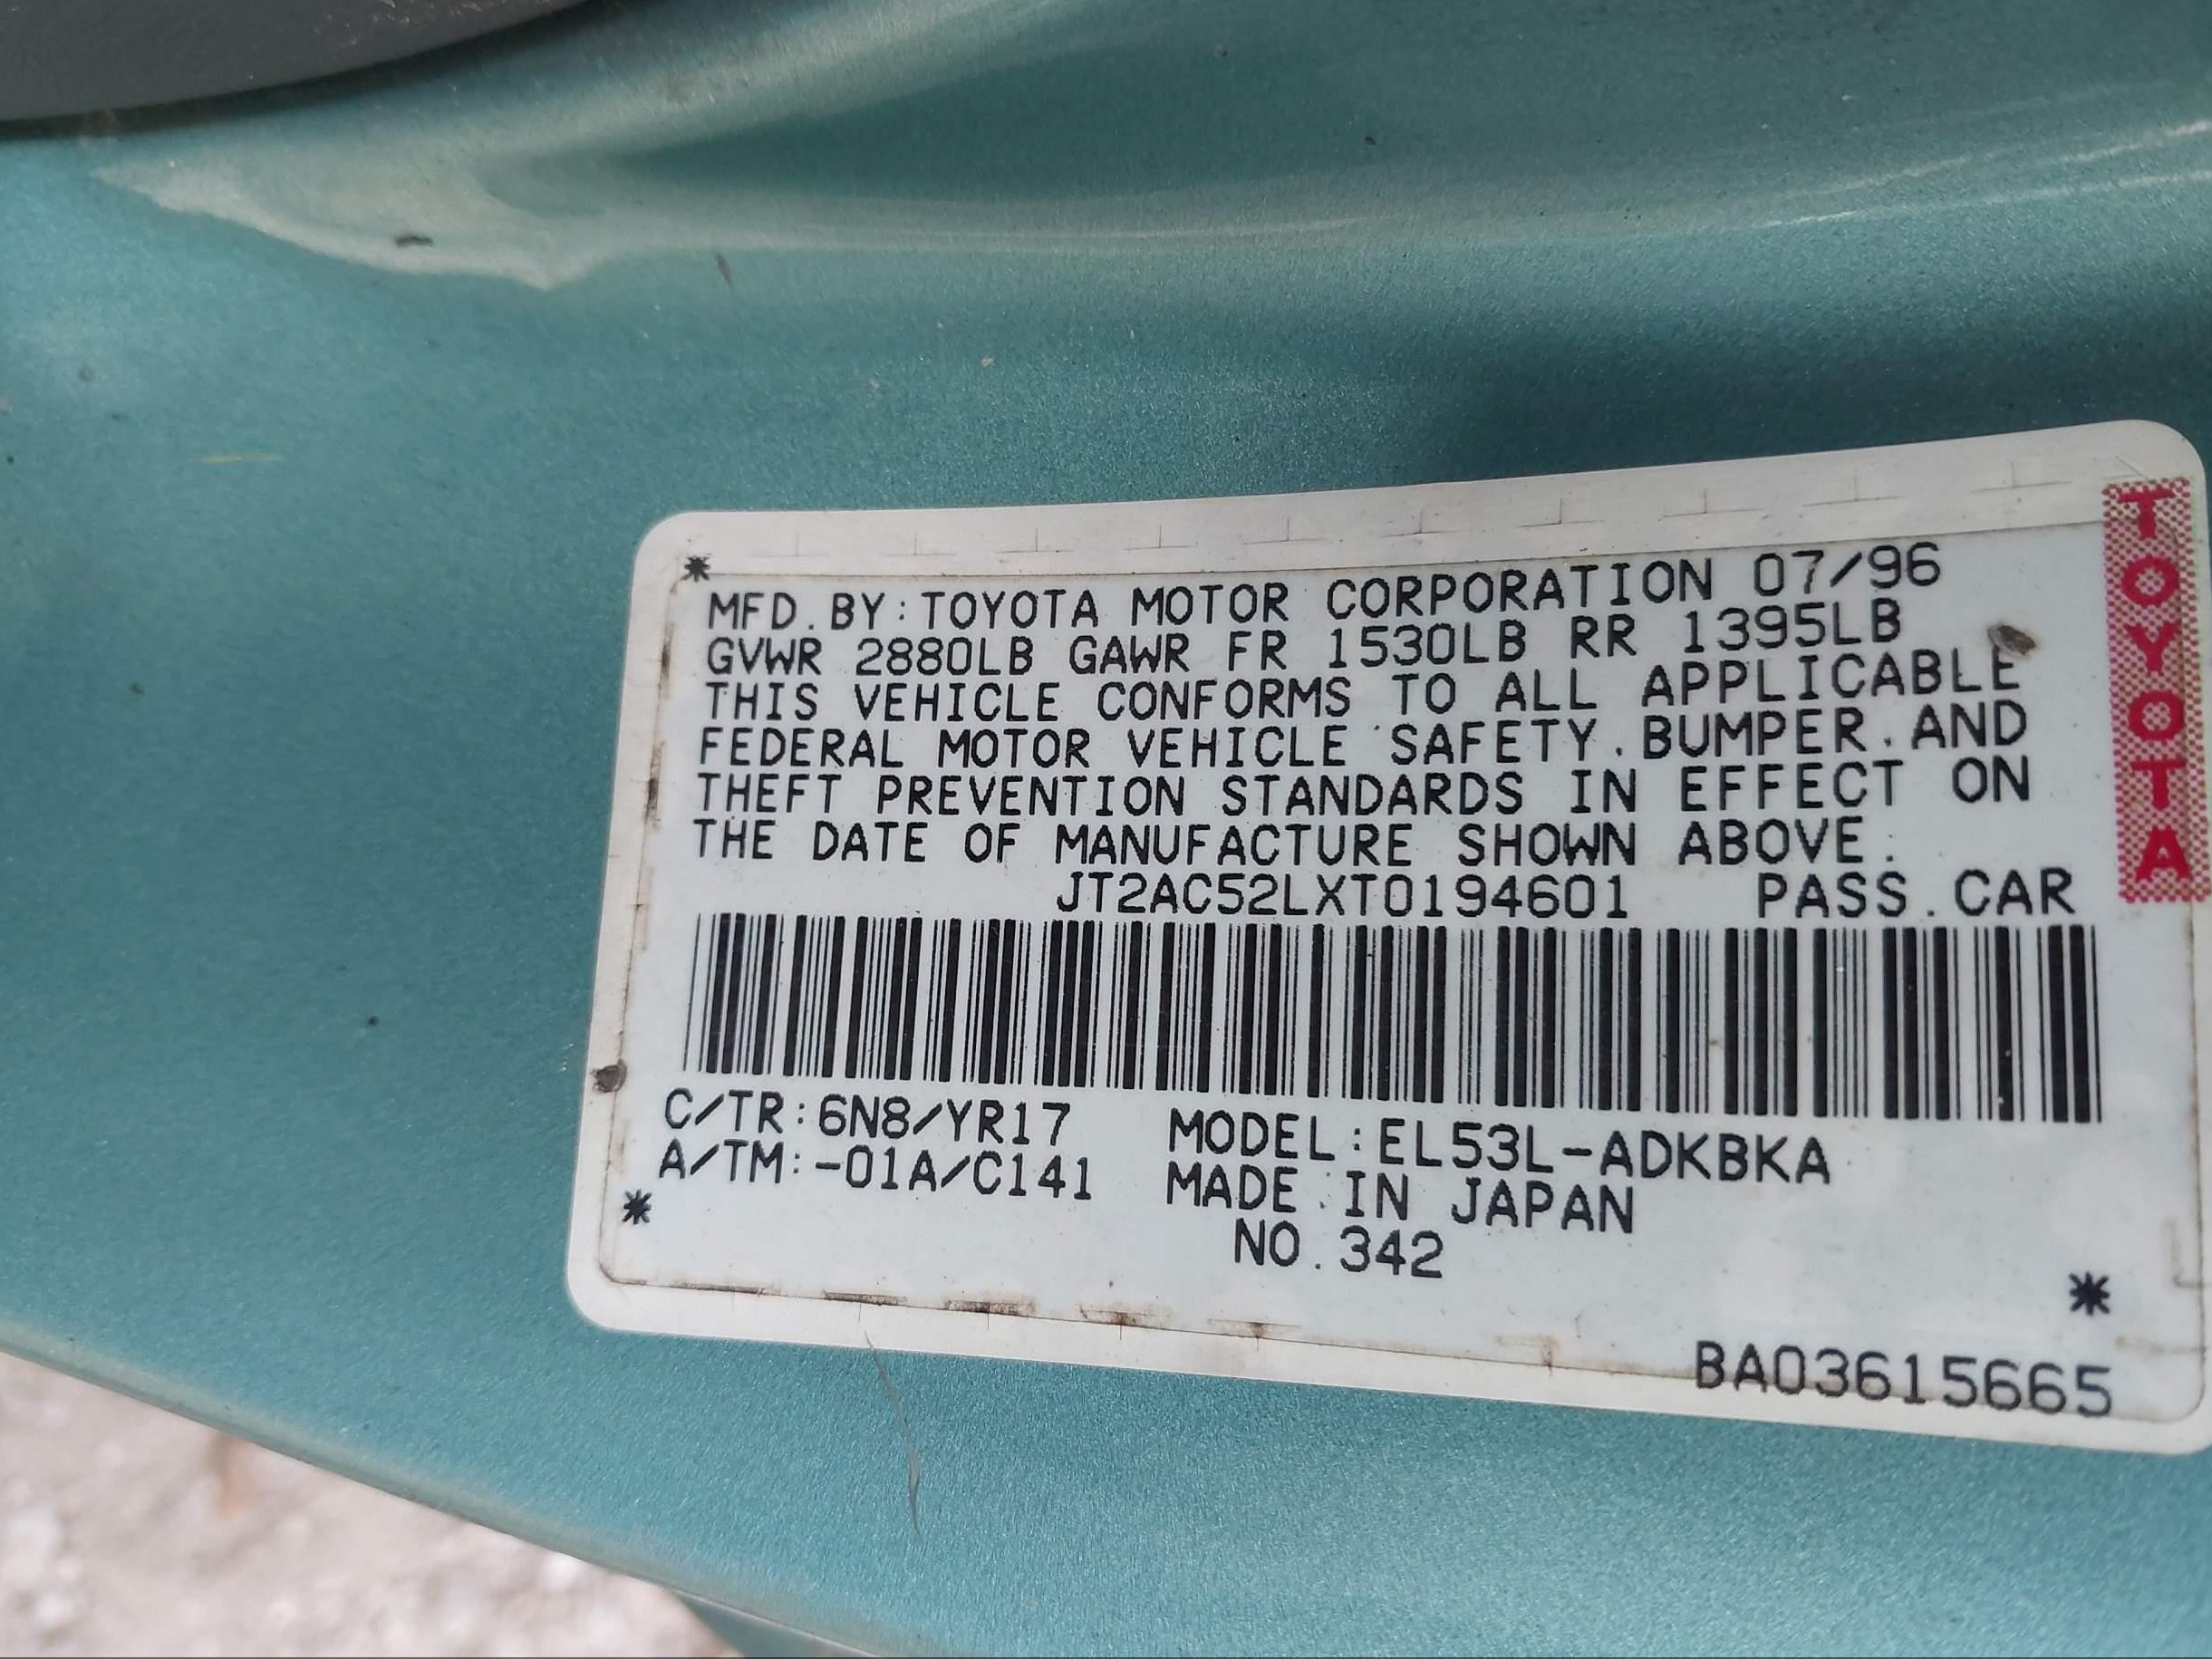 MFD.BY:TOYOTA MOTOR CORPORATION 07/96
GVWR 2880LB GAWR FR 1530LB RR 1395LB
THIS VEHICLE CONFORMS TO ALL APPLICABLE
FEDERAL MOTOR VEHICLE SAFETY.BUMPER.AND
THEFT PREVENTION STANDARDS IN EFFECT ON
THE DATE OF MANUFACTURE SHOWN ABOVE.
JT2AC52LXT0194601 PASS.CAR
C/TR:6N8/YR17 MODEL:EL53L-ADKBKA
A/TM:-01A/C141 MADE IN JAPAN
NO.342
BA03615665
TOYOTA